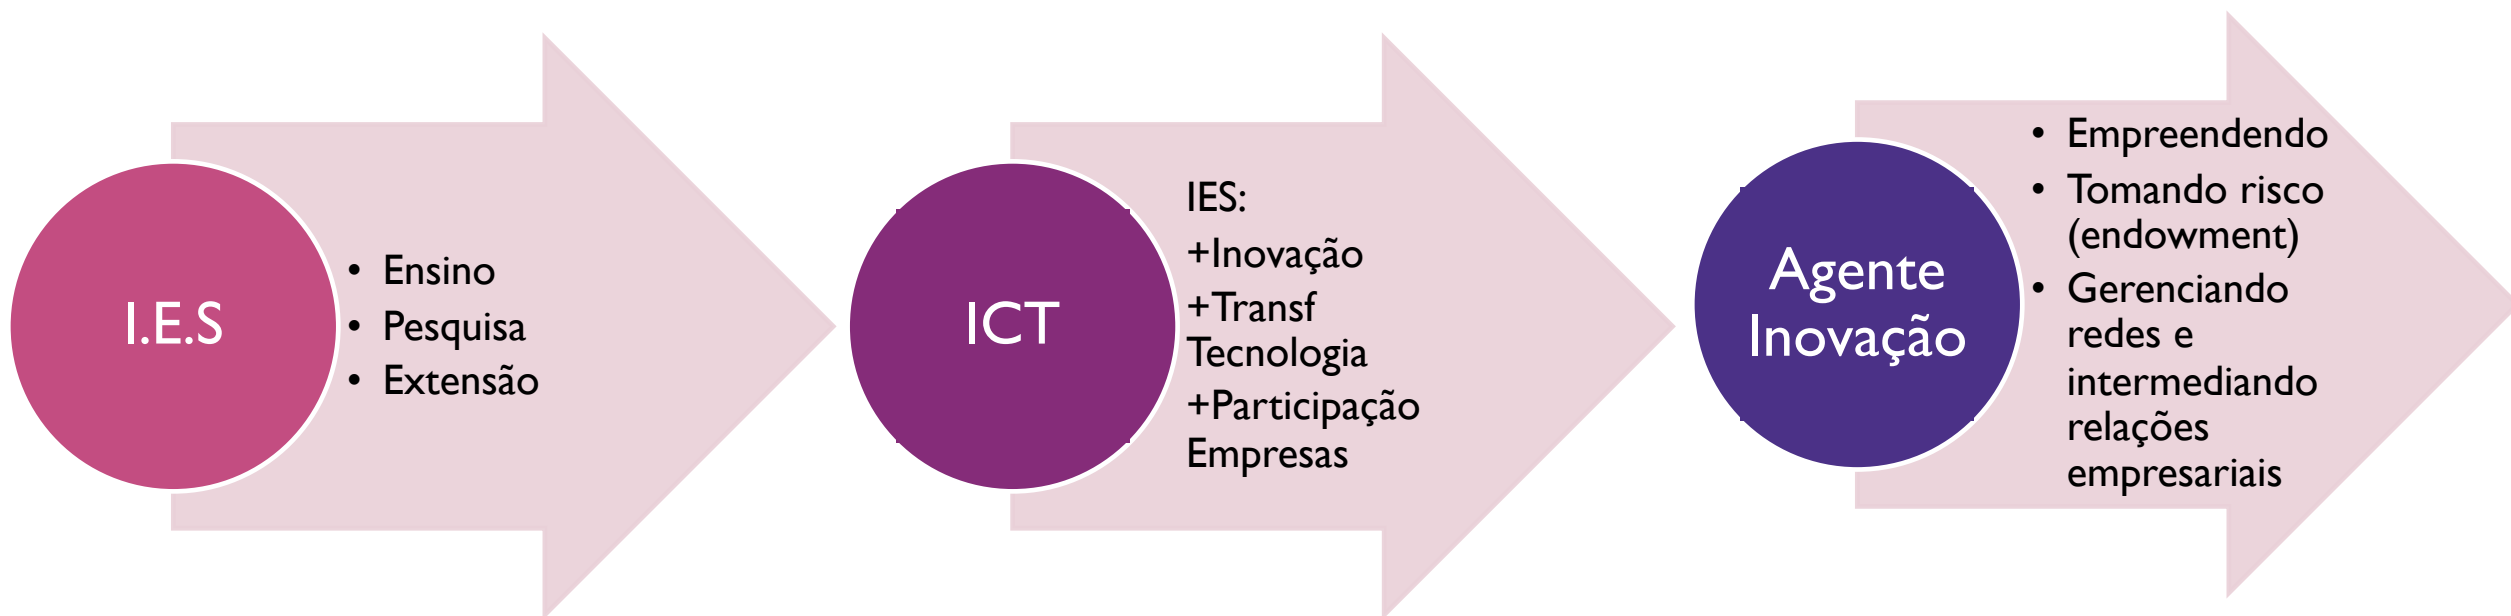 I.E.S
• Ensino
• Pesquisa
• Extensão
ICT
IES:
+Inovação
+Transf
Tecnologia
+Participação
Empresas
Agente
Inovação
• Empreendendo
• Tomando risco
(endowment)
• Gerenciando
redes e
intermediando
relações
empresariais